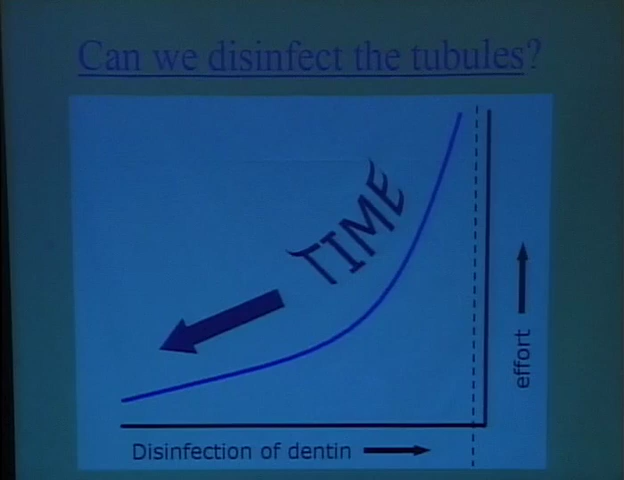 Can we disinfect the tubules?
TIME
effort
Disinfection of dentin